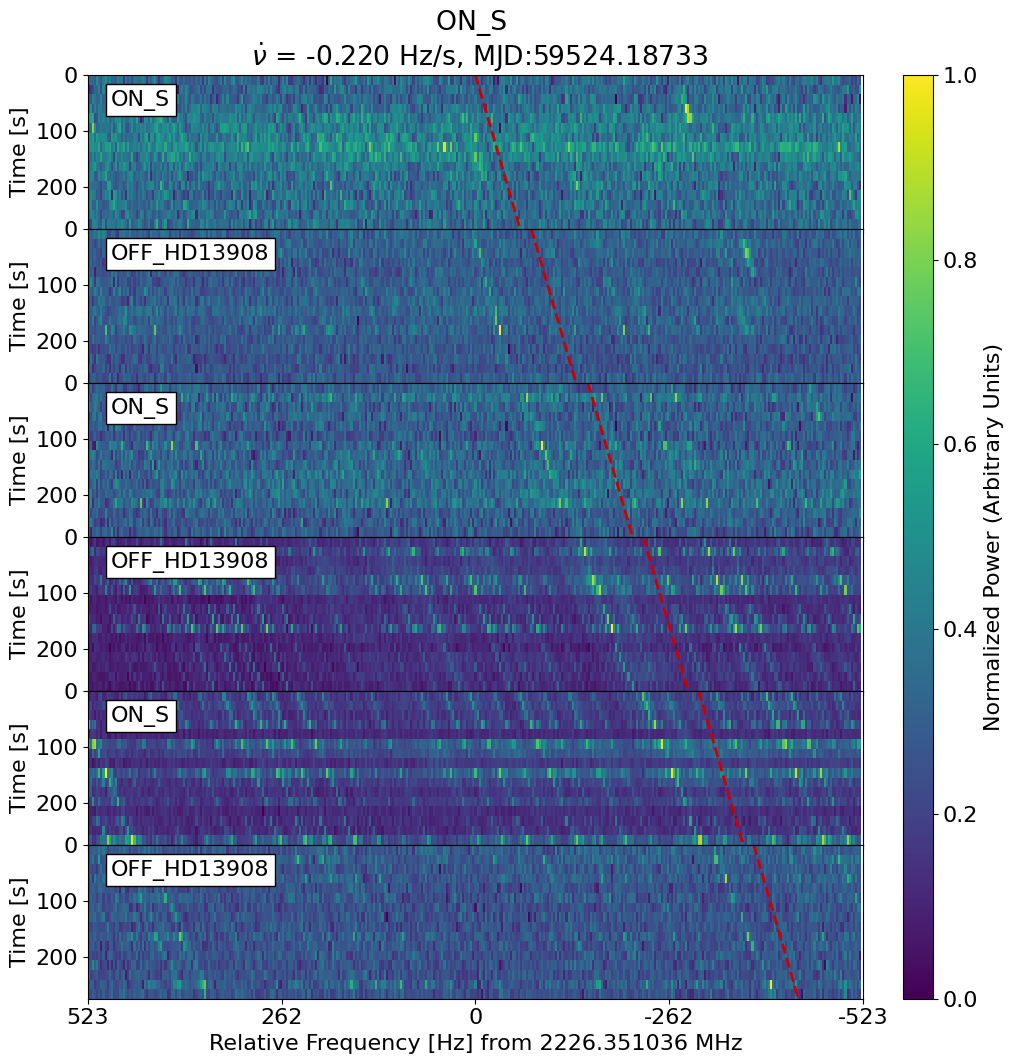 ON_S
ν̇ = -0.220 Hz/s, MJD:59524.18733
0
100
200
Time [s]
ON_S
0
100
200
Time [s]
OFF_HD13908
0
100
200
Time [s]
ON_S
0
100
200
Time [s]
OFF_HD13908
0
100
200
Time [s]
ON_S
0
100
200
Time [s]
OFF_HD13908
523 262 0 -262 -523
Relative Frequency [Hz] from 2226.351036 MHz
1.0
0.8
0.6
0.4
0.2
0.0
Normalized Power (Arbitrary Units)